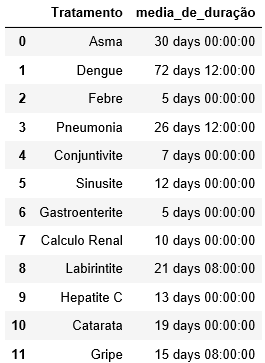 Tratamento media_de_duração
0 Asma 30 days 00:00:00
1 Dengue 72 days 12:00:00
2 Febre 5 days 00:00:00
3 Pneumonia 26 days 12:00:00
4 Conjuntivite 7 days 00:00:00
5 Sinusite 12 days 00:00:00
6 Gastroenterite 5 days 00:00:00
7 Calculo Renal 10 days 00:00:00
8 Labirintite 21 days 08:00:00
9 Hepatite C 13 days 00:00:00
10 Catarata 19 days 00:00:00
11 Gripe 15 days 08:00:00